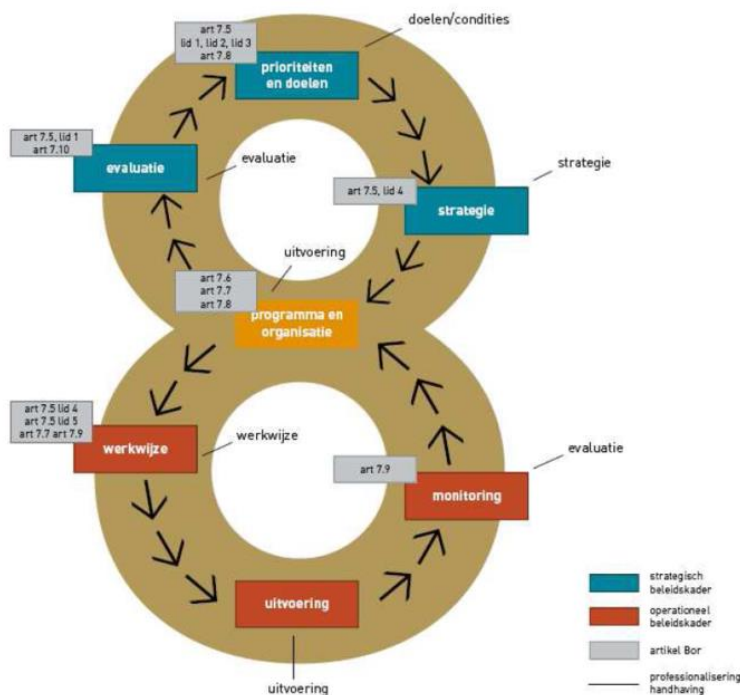 doelen/condities
art 7.5
lid 1, lid 2, lid 3
art 7.8
prioriteiten
en doelen
art 7.5, lid 1
art 7.10
evaluatie
evaluatie
strategie
art 7.5, lid 4
strategie
uitvoering
art 7.6
art 7.7
art 7.8
programma en
organisatie
art 7.5 lid 4
art 7.5 lid 5
art 7.7 art 7.9
werkwijze
werkwijze
evaluatie
art 7.9
monitoring
uitvoering
uitvoering
strategisch
beleidskader
operationeel
beleidskader
artikel Bor
professionalisering
handhaving